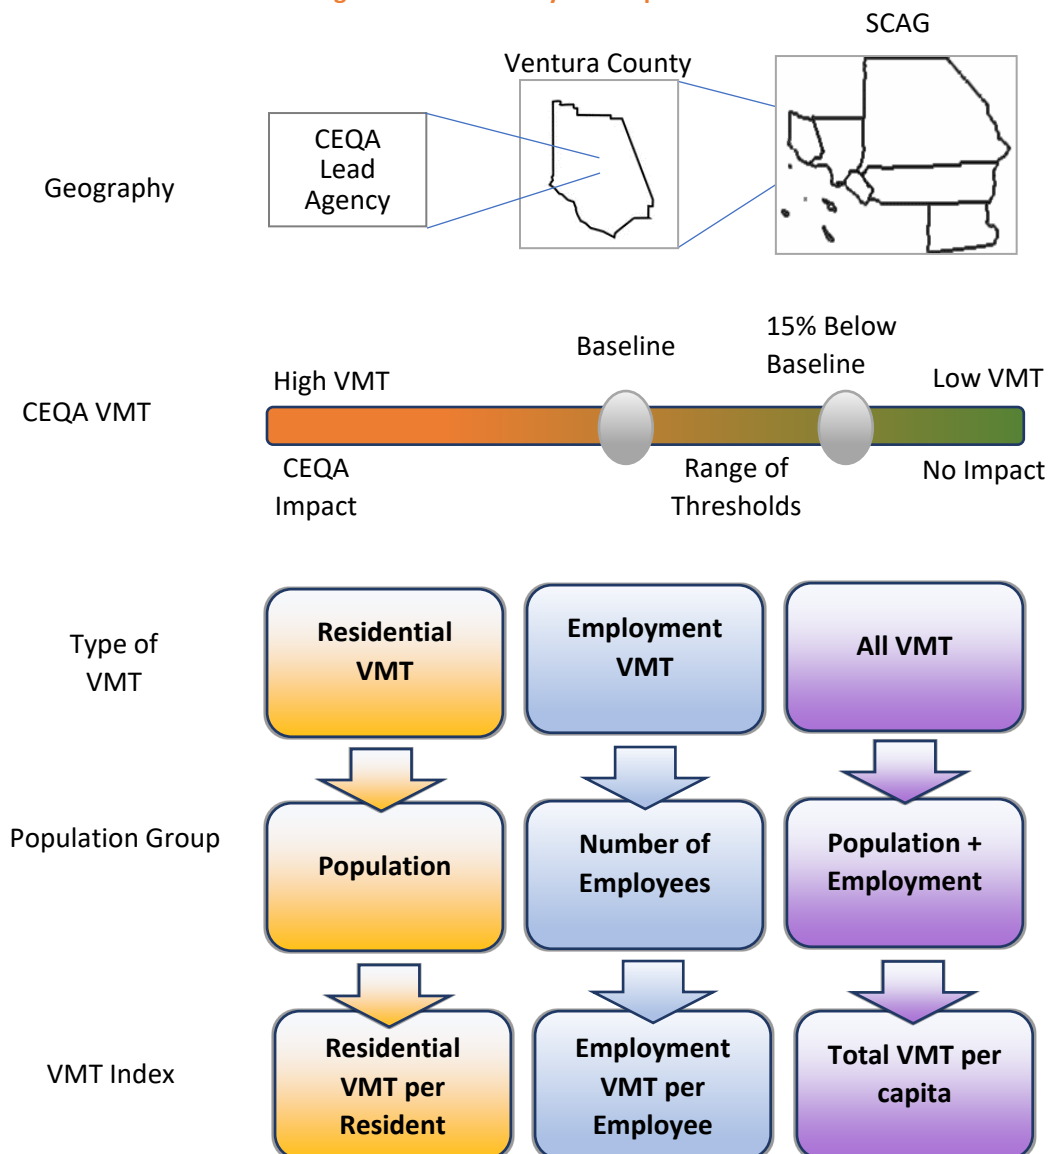 SCAG
Ventura County
CEQA
Lead
Agency
Geography
Baseline
15% Below
Baseline
High VMT
Low VMT
CEQA VMT
CEQA
Impact
Range of
Thresholds
No Impact
Type of
VMT
Residential
VMT
Employment
VMT
All VMT
Population Group
Population
Number of
Employees
Population +
Employment
VMT Index
Residential
VMT per
Resident
Employment
VMT per
Employee
Total VMT per
capita